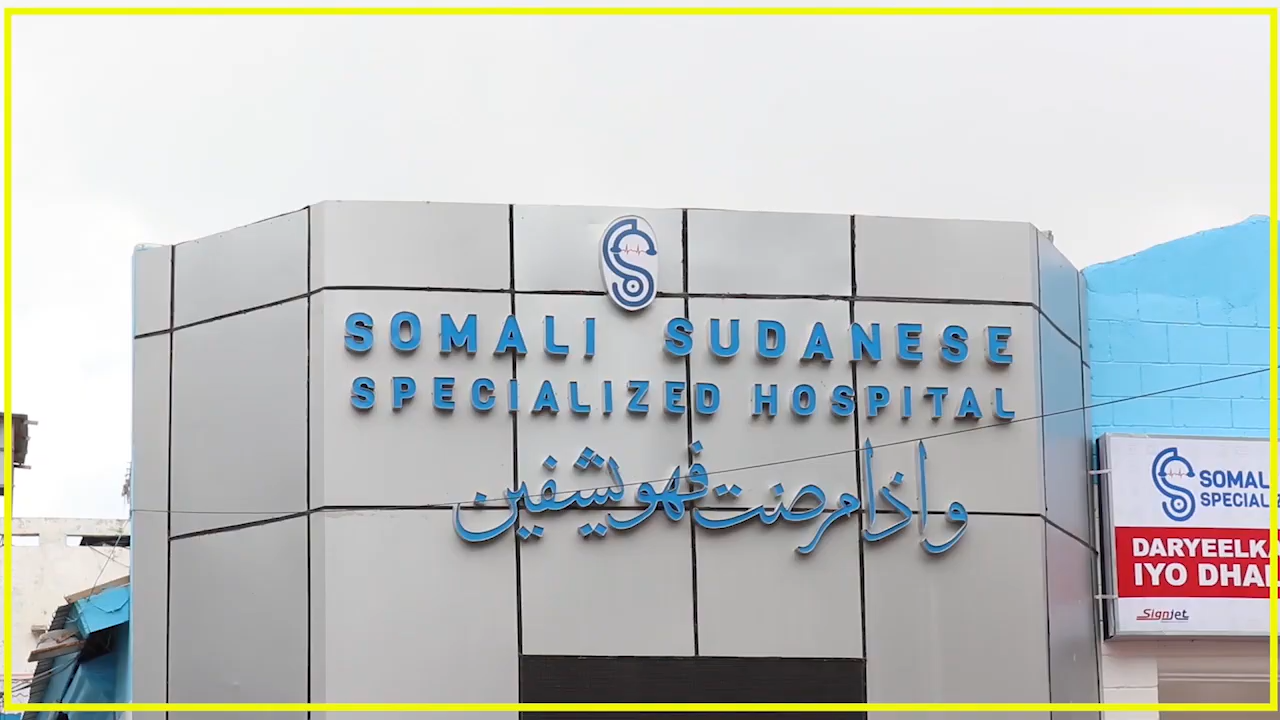 SOMALI SUDANESE
SPECIALIZED HOSPITAL
واذا مرضت فهو يشفين
SOMAL
SPECIAL
DARYEELKA
IYO DHA
Signjet